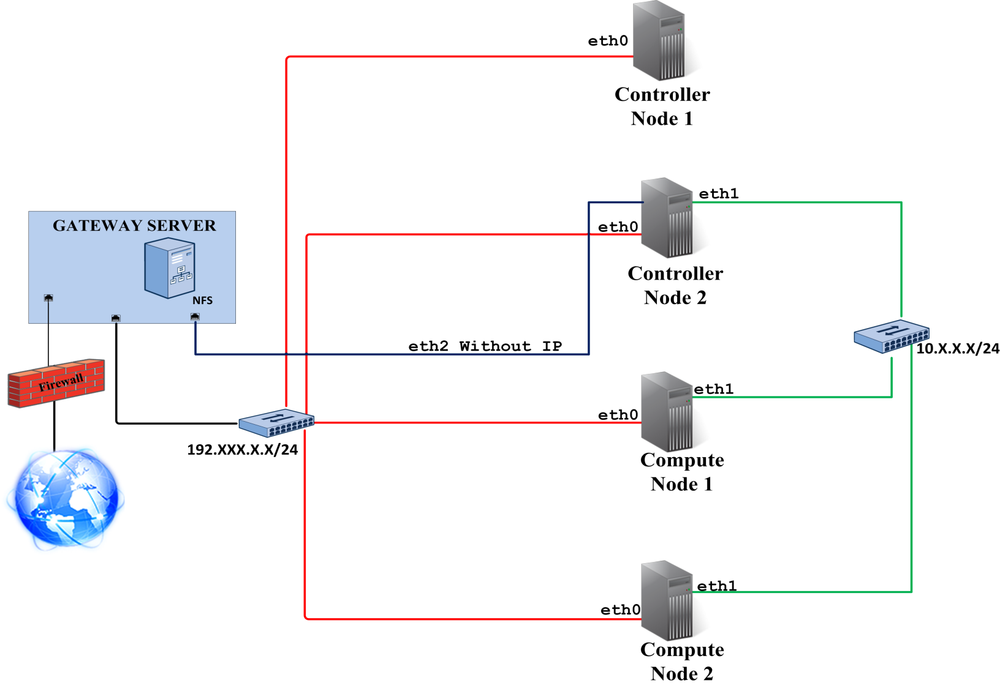 eth0
Controller
Node 1
eth1
eth0
GATEWAY SERVER
Controller
Node 2
NFS
eth2 Without IP
10.X.X.X/24
Firewall
eth1
eth0
192.XXX.X.X/24
Compute
Node 1
eth1
eth0
Compute
Node 2